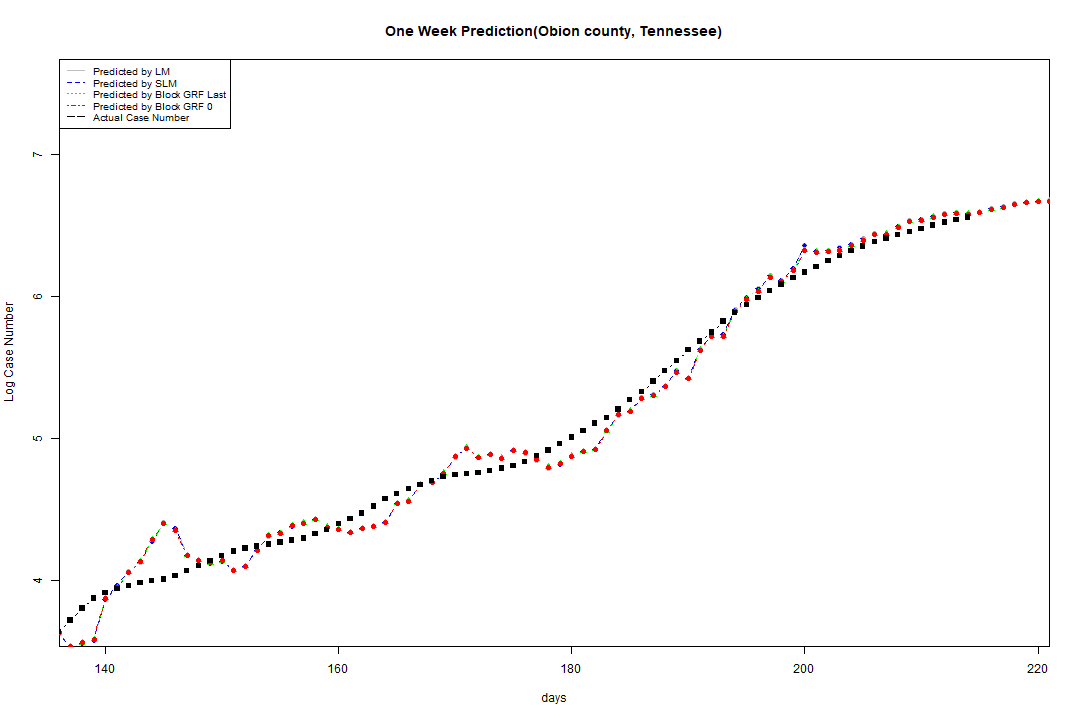 One Week Prediction(Obion county, Tennessee)
Predicted by LM
Predicted by SLM
Predicted by Block GRF Last
Predicted by Block GRF 0
Actual Case Number
7
6
5
4
Log Case Number
140 160 180 200 220
days